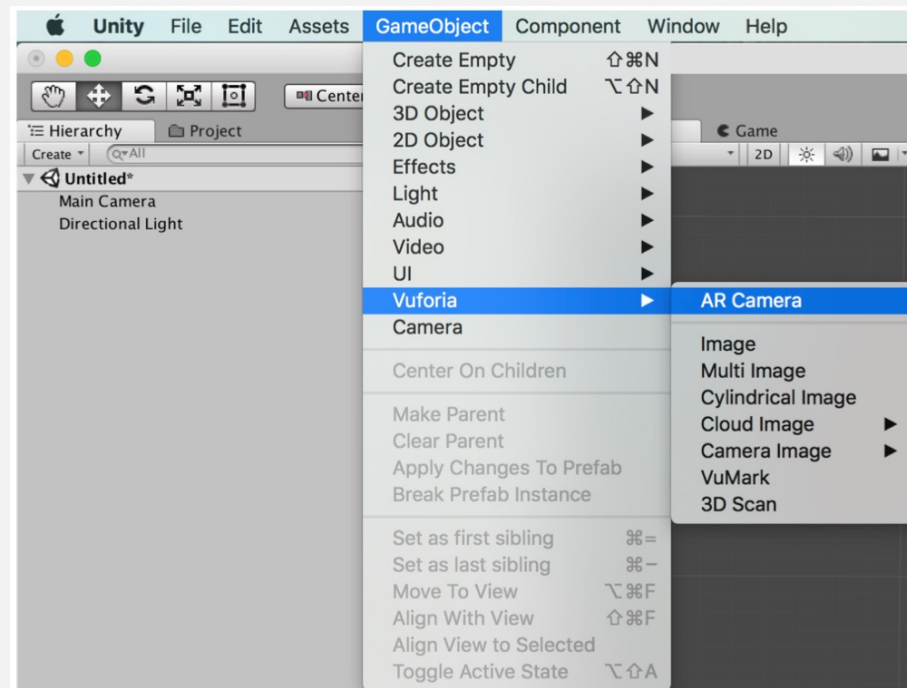 Unity File Edit Assets GameObject Component Window Help
Center
Hierarchy Project
Game
Create All
2D
Untitled*
Main Camera
Directional Light
Create Empty ⇧⌘N
Create Empty Child ⌥⇧N
3D Object
2D Object
Effects
Light
Audio
Video
UI
Vuforia
Camera
Center On Children
Make Parent
Clear Parent
Apply Changes To Prefab
Break Prefab Instance
Set as first sibling ⌘=
Set as last sibling ⌘−
Move To View ⌥⌘F
Align With View ⇧⌘F
Align View to Selected
Toggle Active State ⌥⇧A
AR Camera
Image
Multi Image
Cylindrical Image
Cloud Image
Camera Image
VuMark
3D Scan